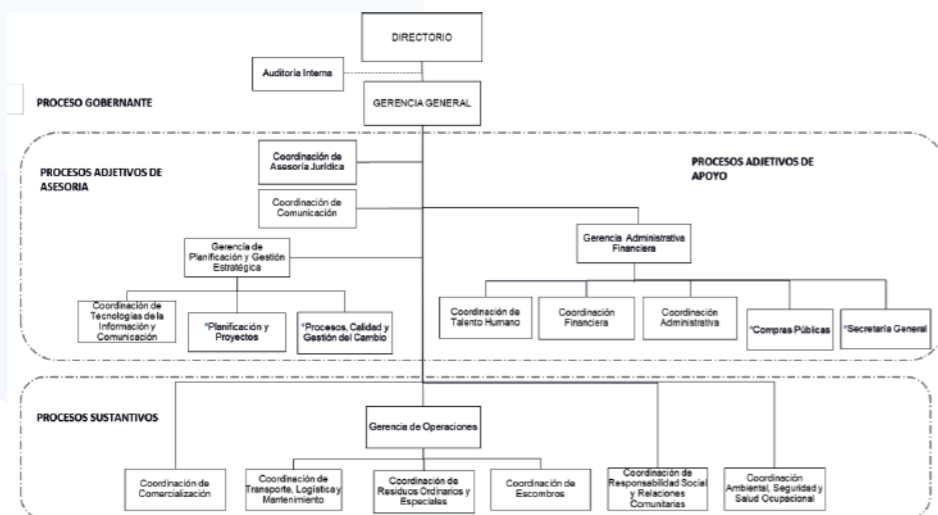 DIRECTORIO
Auditoría Interna
PROCESO GOBERNANTE
GERENCIA GENERAL
PROCESOS ADJETIVOS DE
ASESORIA
Coordinación de
Asesoría Jurídica
PROCESOS ADJETIVOS DE
APOYO
Coordinación de
Comunicación
Gerencia de
Planificación y Gestión
Estratégica
Gerencia Administrativa
Financiera
Coordinación de
Tecnologías de la
Información y
Comunicación
*Planificación y
Proyectos
*Procesos, Calidad y
Gestión del Cambio
Coordinación de
Talento Humano
Coordinación
Financiera
Coordinación
Administrativa
*Compras Públicas
*Secretaría General
PROCESOS SUSTANTIVOS
Gerencia de Operaciones
Coordinación de
Comercialización
Coordinación de
Transporte, Logística y
Mantenimiento
Coordinación de
Residuos Ordinarios y
Especiales
Coordinación de
Escombros
Coordinación de
Responsabilidad Social
y Relaciones
Comunitarias
Coordinación
Ambiental, Seguridad y
Salud Ocupacional